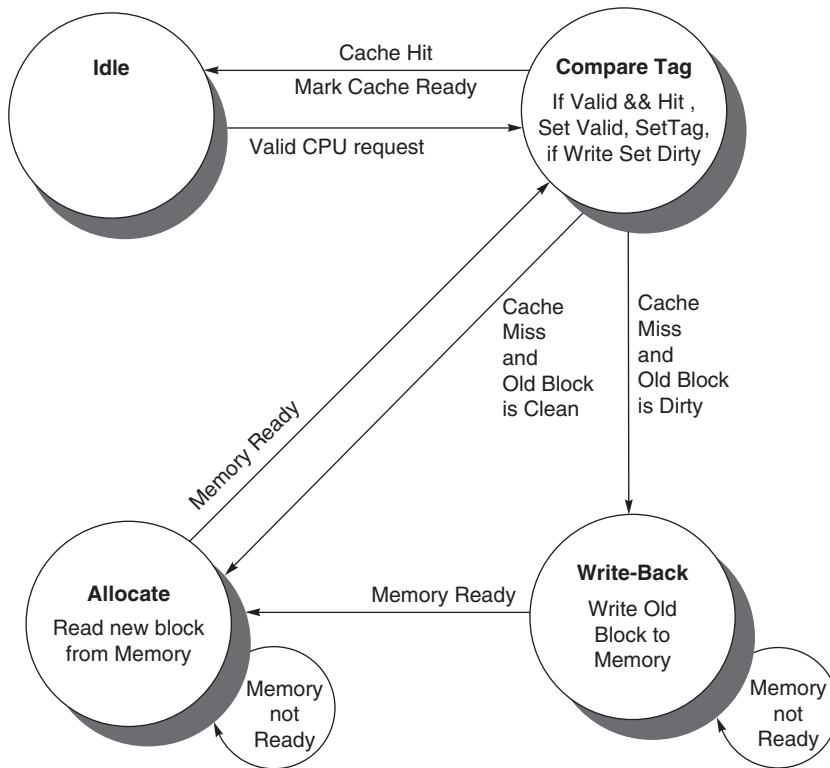 Idle
Cache Hit
Mark Cache Ready
Valid CPU request
Compare Tag
If Valid && Hit ,
Set Valid, SetTag,
if Write Set Dirty
Cache
Miss
and
Old Block
is Clean
Cache
Miss
and
Old Block
is Dirty
Memory Ready
Allocate
Read new block
from Memory
Memory
not
Ready
Memory Ready
Write-Back
Write Old
Block to
Memory
Memory
not
Ready